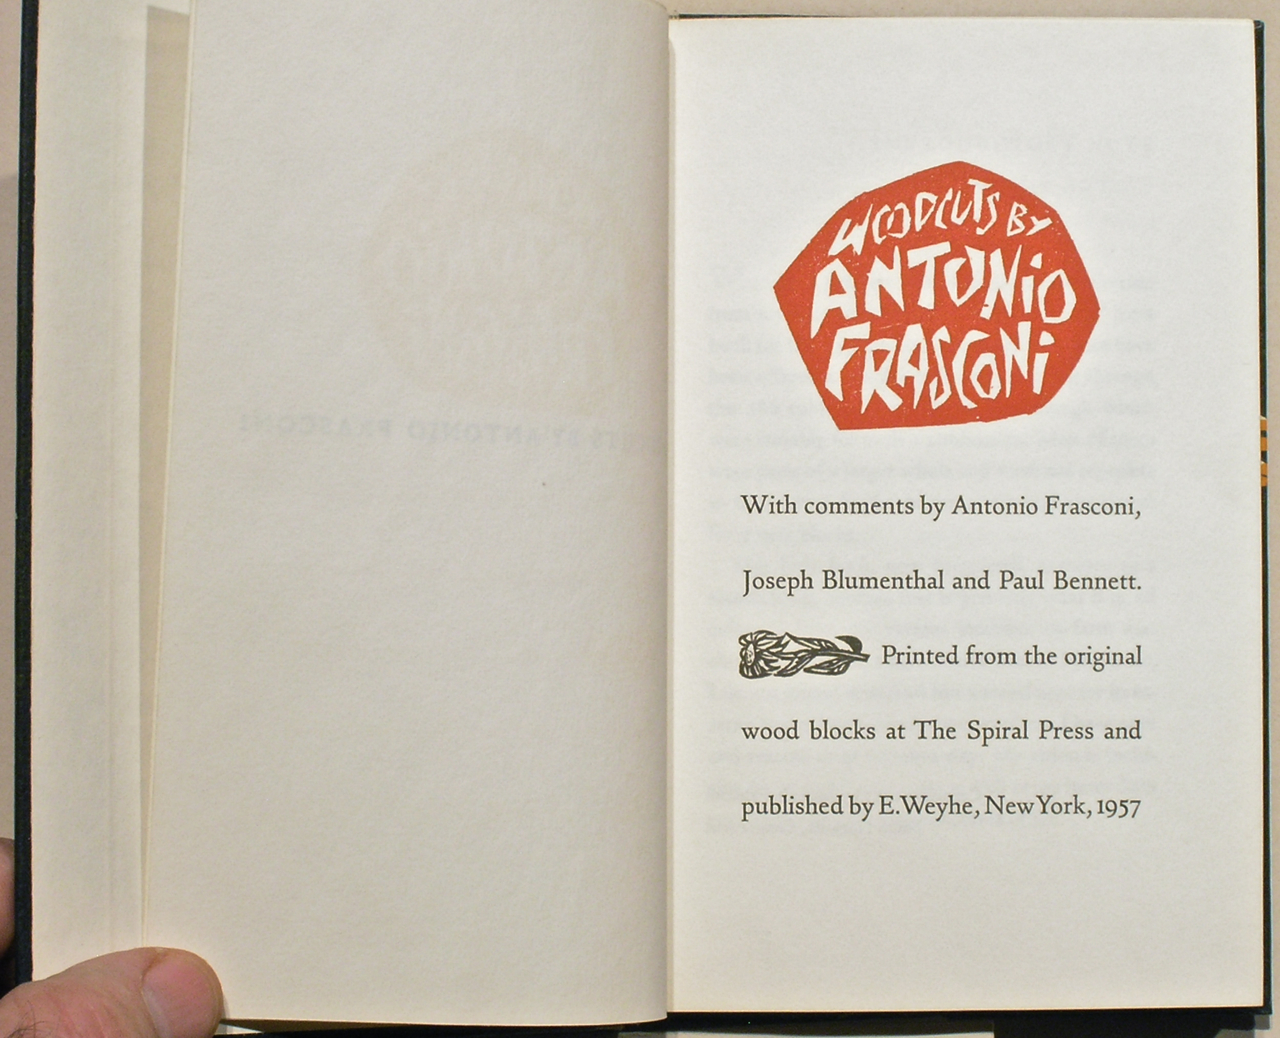 WOODCUTS BY
ANTONIO
FRASCONI
With comments by Antonio Frasconi,
Joseph Blumenthal and Paul Bennett.
Printed from the original
wood blocks at The Spiral Press and
published by E. Weyhe, New York, 1957